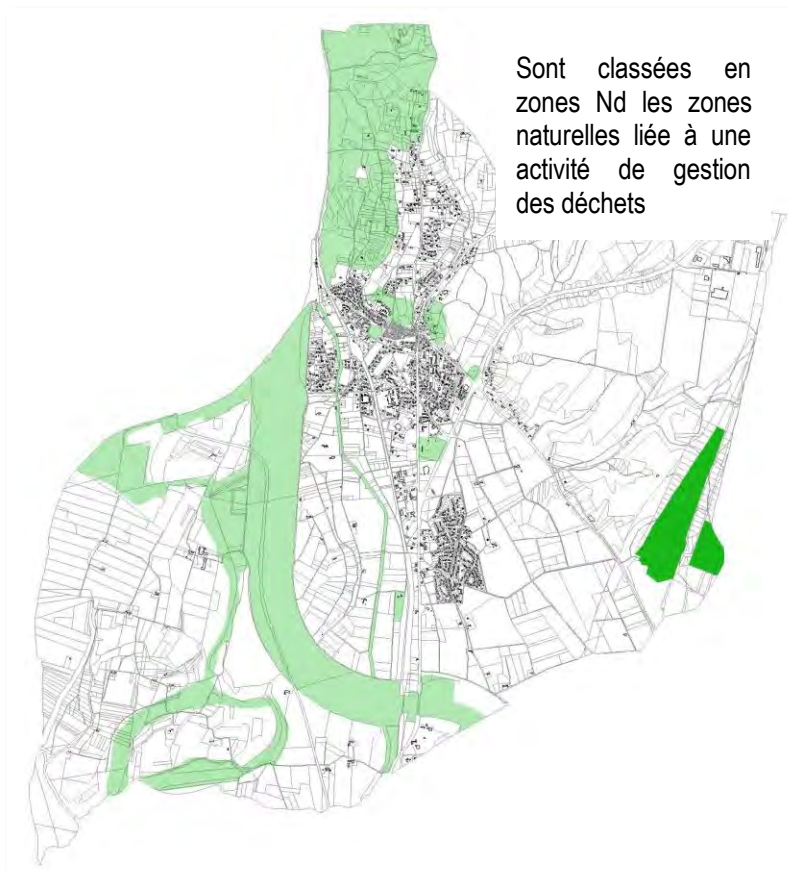 Sont classées en
zones Nd les zones
naturelles liée à une
activité de gestion
des déchets